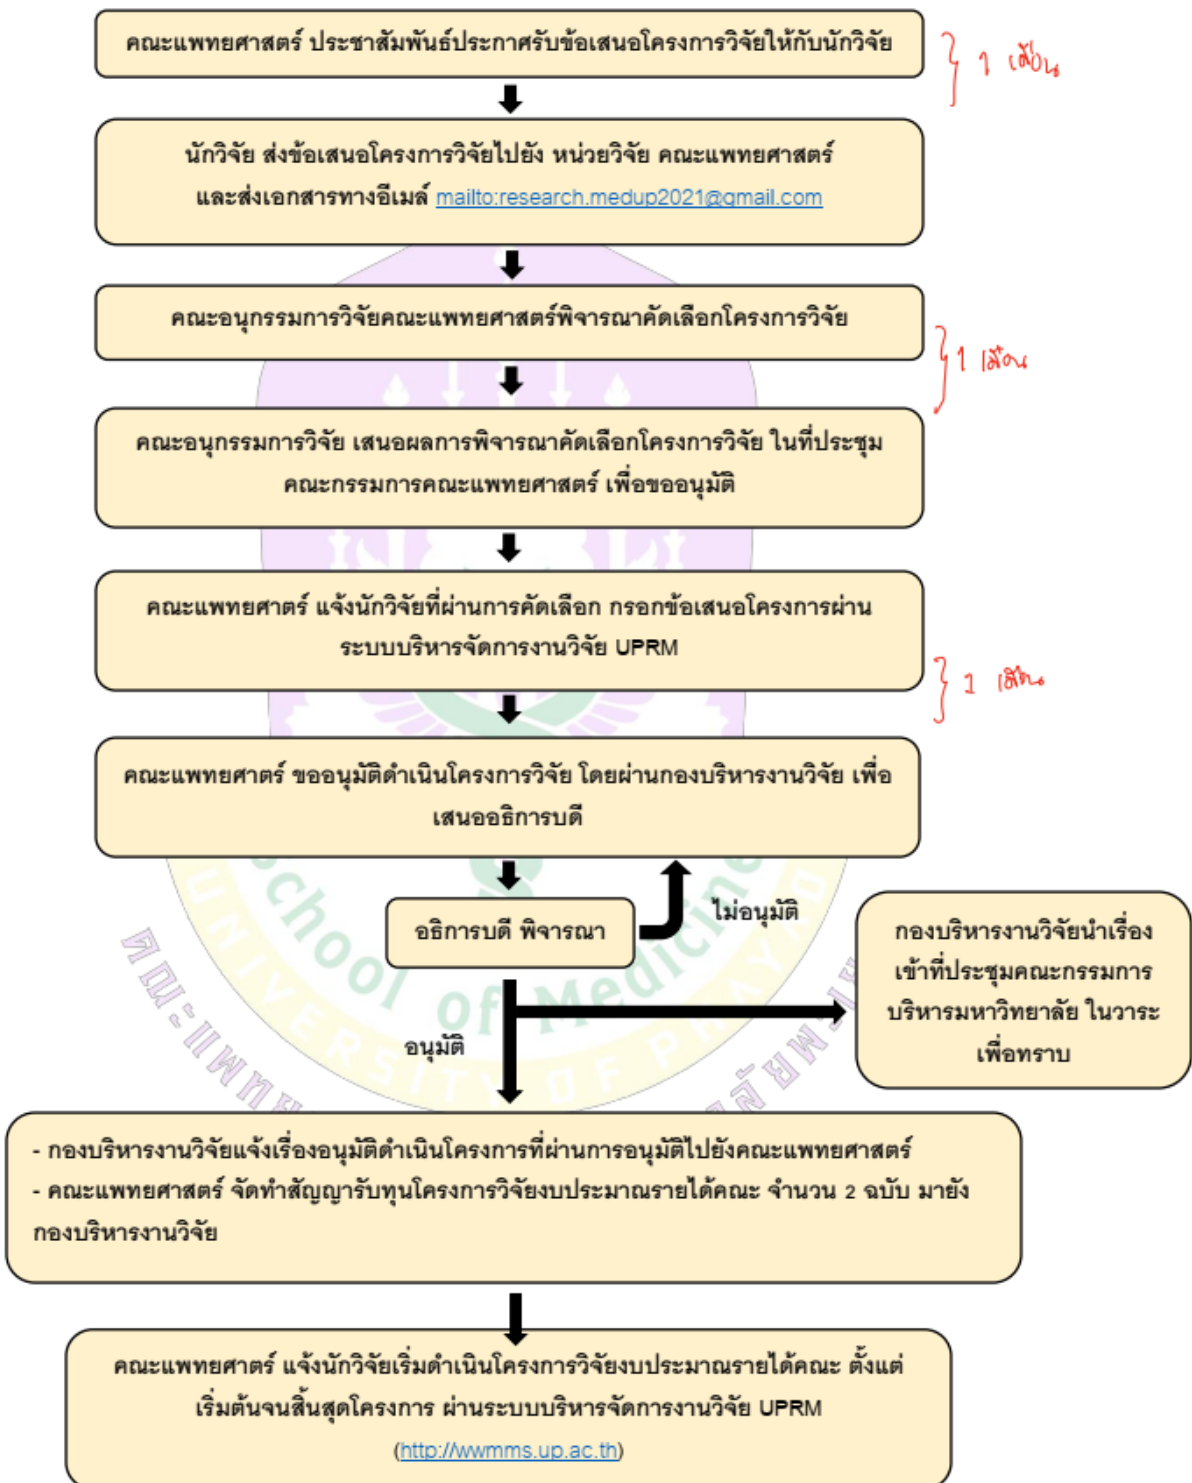 คณะแพทยศาสตร์ ประชาสัมพันธ์ประกาศรับข้อเสนอโครงการวิจัยให้กับนักวิจัย
1 เดือน
นักวิจัย ส่งข้อเสนอโครงการวิจัยไปยัง หน่วยวิจัย คณะแพทยศาสตร์
และส่งเอกสารทางอีเมล์ mailto:research.medup2021@gmail.com
คณะอนุกรรมการวิจัยคณะแพทยศาสตร์พิจารณาคัดเลือกโครงการวิจัย
1 เดือน
คณะอนุกรรมการวิจัย เสนอผลการพิจารณาคัดเลือกโครงการวิจัย ในที่ประชุม
คณะกรรมการคณะแพทยศาสตร์ เพื่อขออนุมัติ
คณะแพทยศาตร์ แจ้งนักวิจัยที่ผ่านการคัดเลือก กรอกข้อเสนอโครงการผ่าน
ระบบบริหารจัดการงานวิจัย UPRM
1 เดือน
คณะแพทยศาตร์ ขออนุมัติดำเนินโครงการวิจัย โดยผ่านกองบริหารงานวิจัย เพื่อ
เสนออธิการบดี
อธิการบดี พิจารณา
ไม่อนุมัติ
กองบริหารงานวิจัยนำเรื่อง
เข้าที่ประชุมคณะกรรมการ
บริหารมหาวิทยาลัย ในวาระ
เพื่อทราบ
อนุมัติ
School of Medicine
UNIVERSITY OF PHAYAO
- กองบริหารงานวิจัยแจ้งเรื่องอนุมัติดำเนินโครงการที่ผ่านการอนุมัติไปยังคณะแพทยศาสตร์
- คณะแพทยศาสตร์ จัดทำสัญญารับทุนโครงการวิจัยงบประมาณรายได้คณะ จำนวน 2 ฉบับ มายัง
กองบริหารงานวิจัย
คณะแพทยศาตร์ แจ้งนักวิจัยเริ่มดำเนินโครงการวิจัยงบประมาณรายได้คณะ ตั้งแต่
เริ่มต้นจนสิ้นสุดโครงการ ผ่านระบบบริหารจัดการงานวิจัย UPRM
(http://wwmms.up.ac.th)